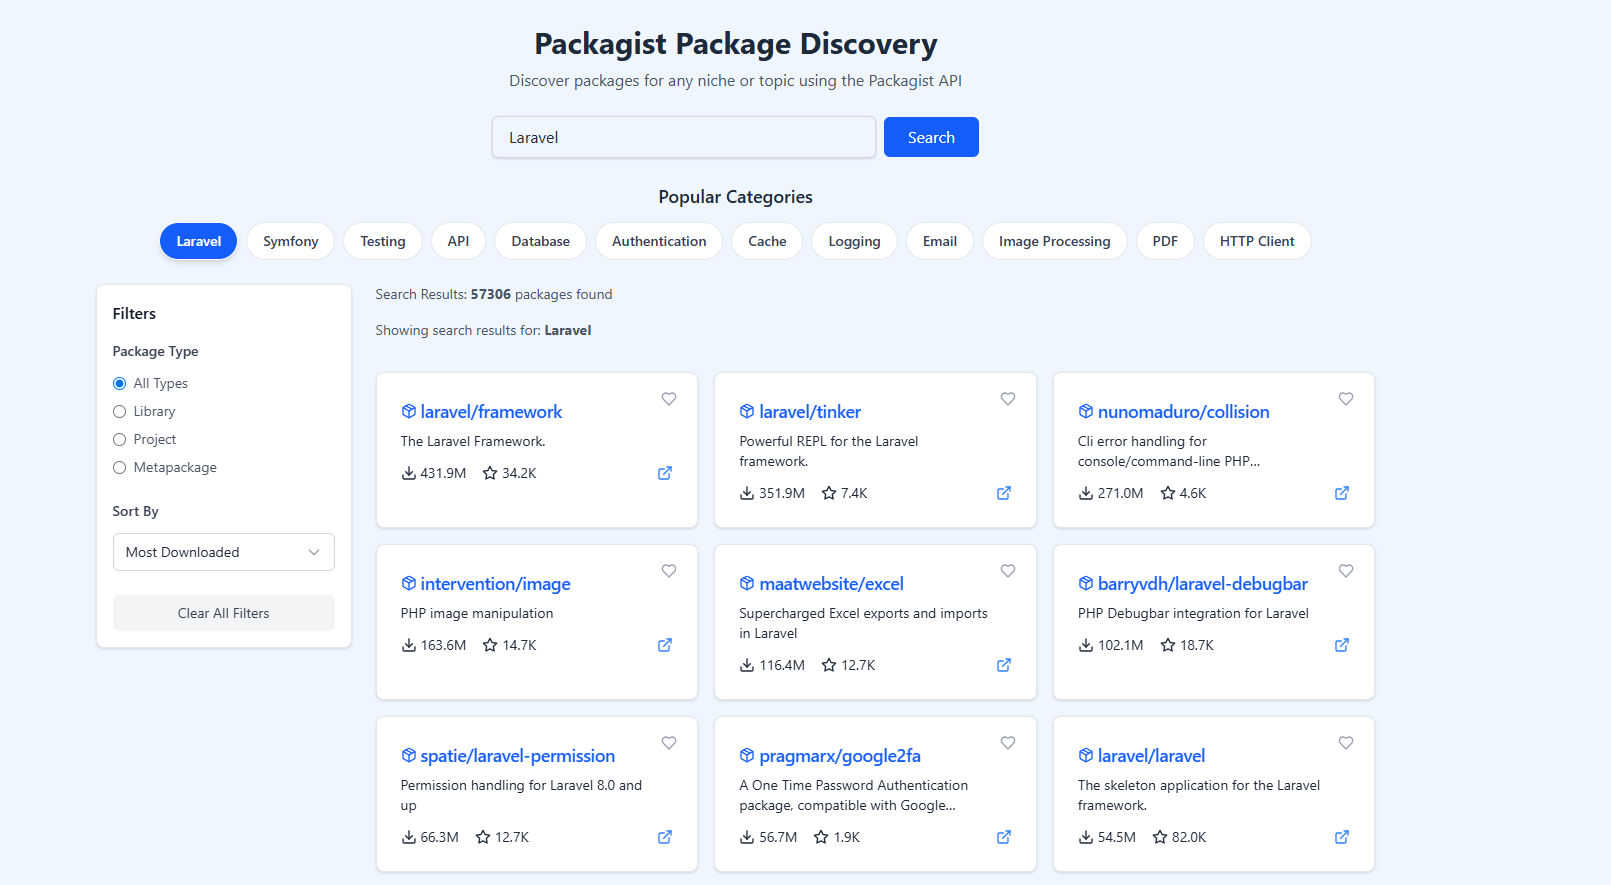 Packagist Package Discovery
Discover packages for any niche or topic using the Packagist API
Laravel
Search
Popular Categories
Laravel
Symfony
Testing
API
Database
Authentication
Cache
Logging
Email
Image Processing
PDF
HTTP Client
Filters
Package Type
All Types
Library
Project
Metapackage
Sort By
Most Downloaded
Clear All Filters
Search Results: 57306 packages found
Showing search results for: Laravel
laravel/framework
The Laravel Framework.
431.9M 34.2K
laravel/tinker
Powerful REPL for the Laravel
framework.
351.9M 7.4K
nunomaduro/collision
Cli error handling for
console/command-line PHP...
271.0M 4.6K
intervention/image
PHP image manipulation
163.6M 14.7K
maatwebsite/excel
Supercharged Excel exports and imports
in Laravel
116.4M 12.7K
barryvdh/laravel-debugbar
PHP Debugbar integration for Laravel
102.1M 18.7K
spatie/laravel-permission
Permission handling for Laravel 8.0 and
up
66.3M 12.7K
pragmarx/google2fa
A One Time Password Authentication
package, compatible with Google...
56.7M 1.9K
laravel/laravel
The skeleton application for the Laravel
framework.
54.5M 82.0K